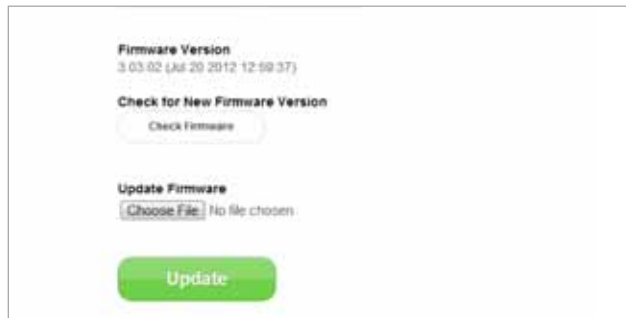 Firmware Version
3.03.02 (Jul 20 2012 12:59:37)
Check for New Firmware Version
Check Firmware
Update Firmware
Choose File No file chosen
Update